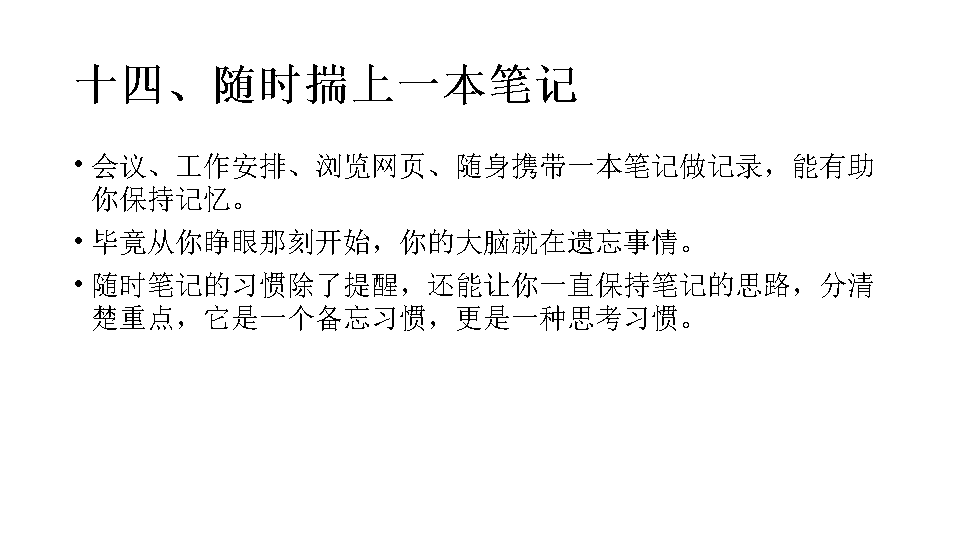 十四、随时揣上一本笔记
• 会议、工作安排、浏览网页、随身携带一本笔记做记录，能有助
你保持记忆。
• 毕竟从你睁眼那刻开始，你的大脑就在遗忘事情。
• 随时笔记的习惯除了提醒，还能让你一直保持笔记的思路，分清
楚重点，它是一个备忘习惯，更是一种思考习惯。